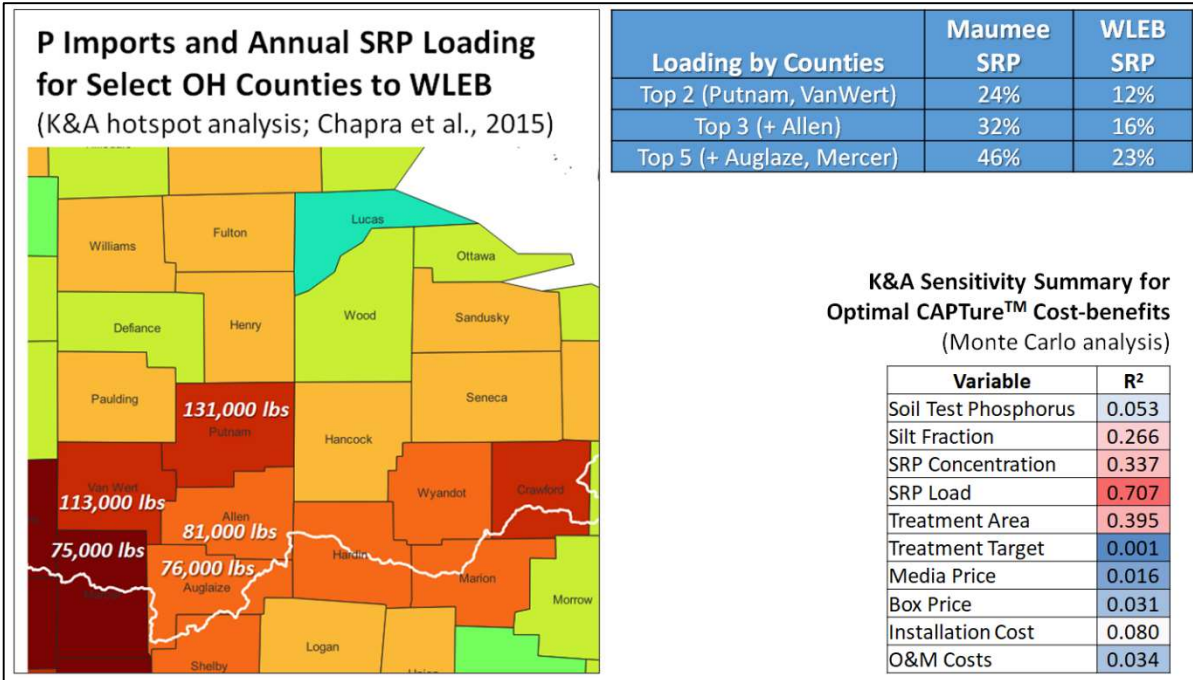 P Imports and Annual SRP Loading
for Select OH Counties to WLEB
(K&A hotspot analysis; Chapra et al., 2015)
Williams
Fulton
Lucas
Ottawa
Defiance
Henry
Wood
Sandusky
Paulding
131,000 lbs
Putnam
Hancock
Seneca
Van Wert
113,000 lbs
Allen
81,000 lbs
Wyandot
Crawford
75,000 lbs
76,000 lbs
Auglaize
Hardin
Marion
Morrow
Logan
Shelby
Loading by Counties Maumee SRP WLEB SRP
Top 2 (Putnam, VanWert) 24% 12%
Top 3 (+ Allen) 32% 16%
Top 5 (+ Auglaze, Mercer) 46% 23%
K&A Sensitivity Summary for
Optimal CAPTure™ Cost-benefits
(Monte Carlo analysis)
Variable R²
Soil Test Phosphorus 0.053
Silt Fraction 0.266
SRP Concentration 0.337
SRP Load 0.707
Treatment Area 0.395
Treatment Target 0.001
Media Price 0.016
Box Price 0.031
Installation Cost 0.080
O&M Costs 0.034